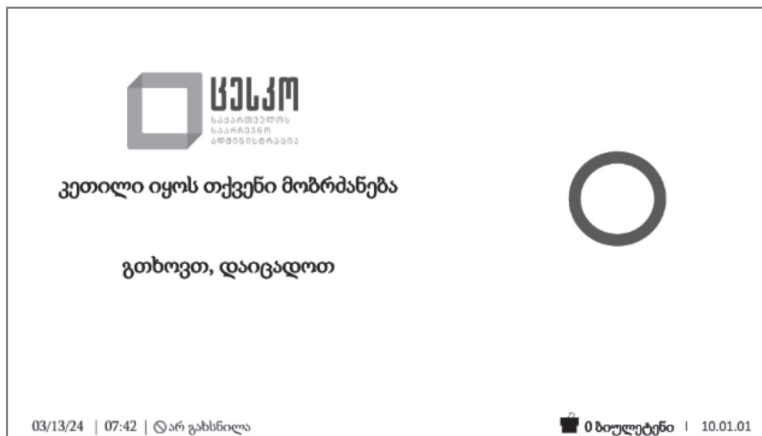 ცესკო
საქართველოს
საარჩევნო
ადმინისტრაცია
კეთილი იყოს თქვენი მობრძანება
გთხოვთ, დაიცადოთ
03/13/24 | 07:42 | არ გახსნილა
0 ბიულეტენი | 10.01.01